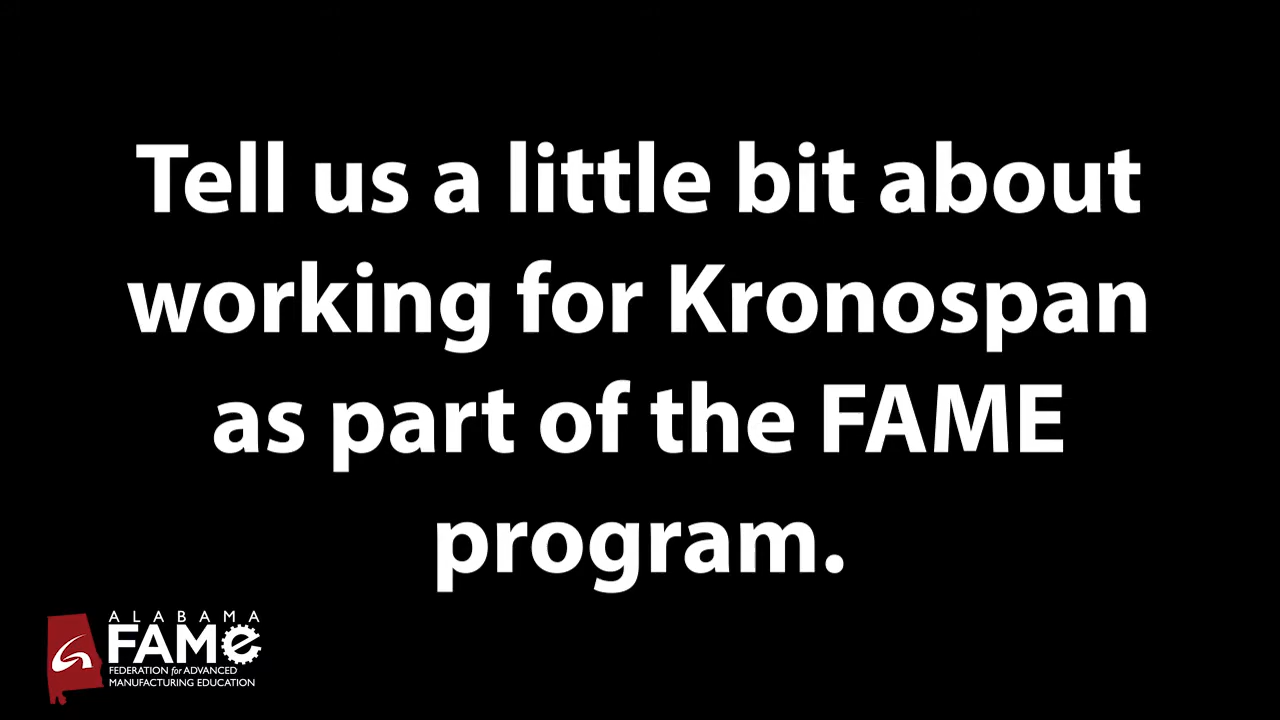 Tell us a little bit about
working for Kronospan
as part of the FAME
program.
ALABAMA
FAMe
FEDERATION for ADVANCED
MANUFACTURING EDUCATION